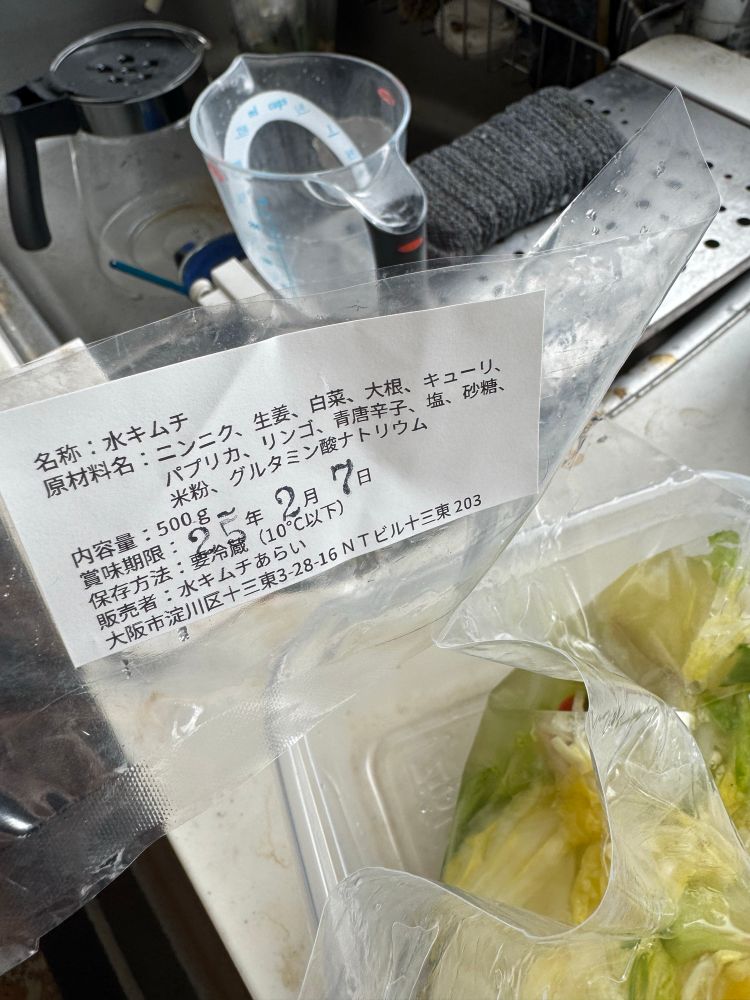 ml cups
名称：水キムチ
原材料名：ニンニク、生姜、白菜、大根、キューリ、
パプリカ、リンゴ、青唐辛子、塩、砂糖、
米粉、グルタミン酸ナトリウム
内容量：500g
賞味期限：25年 2月 7日
保存方法：要冷蔵（10℃以下）
販売者：水キムチあらい
大阪市淀川区十三東3-28-16 NTビル十三東 203